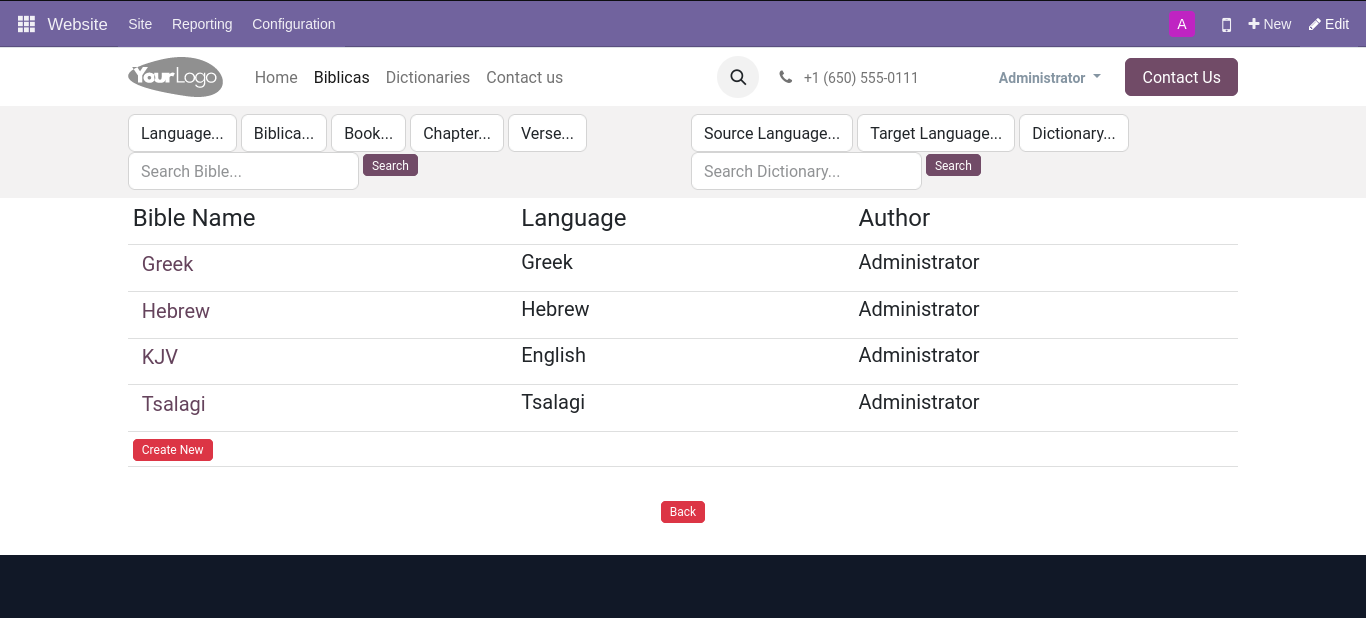 Website Site Reporting Configuration A New Edit
YourLogo Home Biblicas Dictionaries Contact us +1 (650) 555-0111 Administrator Contact Us
Language... Biblica... Book... Chapter... Verse... Source Language... Target Language... Dictionary...
Search Bible... Search Search Dictionary... Search
Bible Name Language Author
Greek Greek Administrator
Hebrew Hebrew Administrator
KJV English Administrator
Tsalagi Tsalagi Administrator
Create New
Back